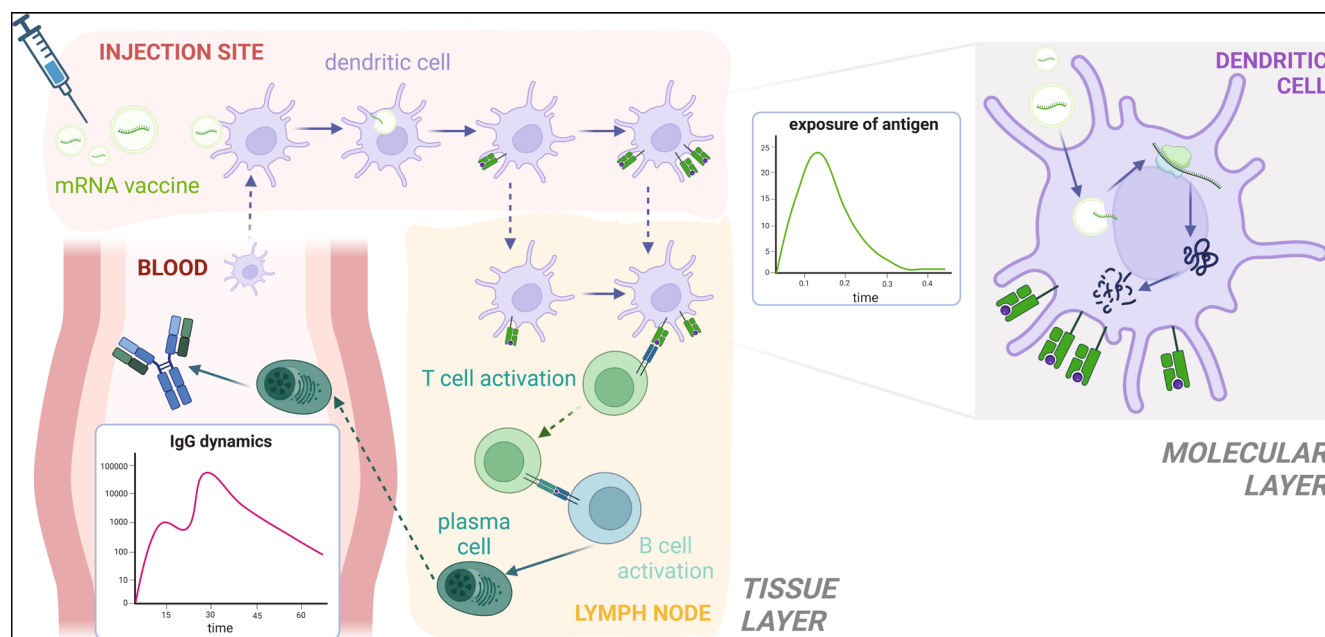 INJECTION SITE
dendritic cell
mRNA vaccine
DENDRITIC
CELL
exposure of antigen
25
20
15
10
5
0
0.1 0.2 0.3 0.4
time
BLOOD
T cell activation
IgG dynamics
100000
10000
1000
100
10
0
15 30 45 60
time
plasma
cell
B cell
activation
LYMPH NODE
TISSUE
LAYER
MOLECULAR
LAYER